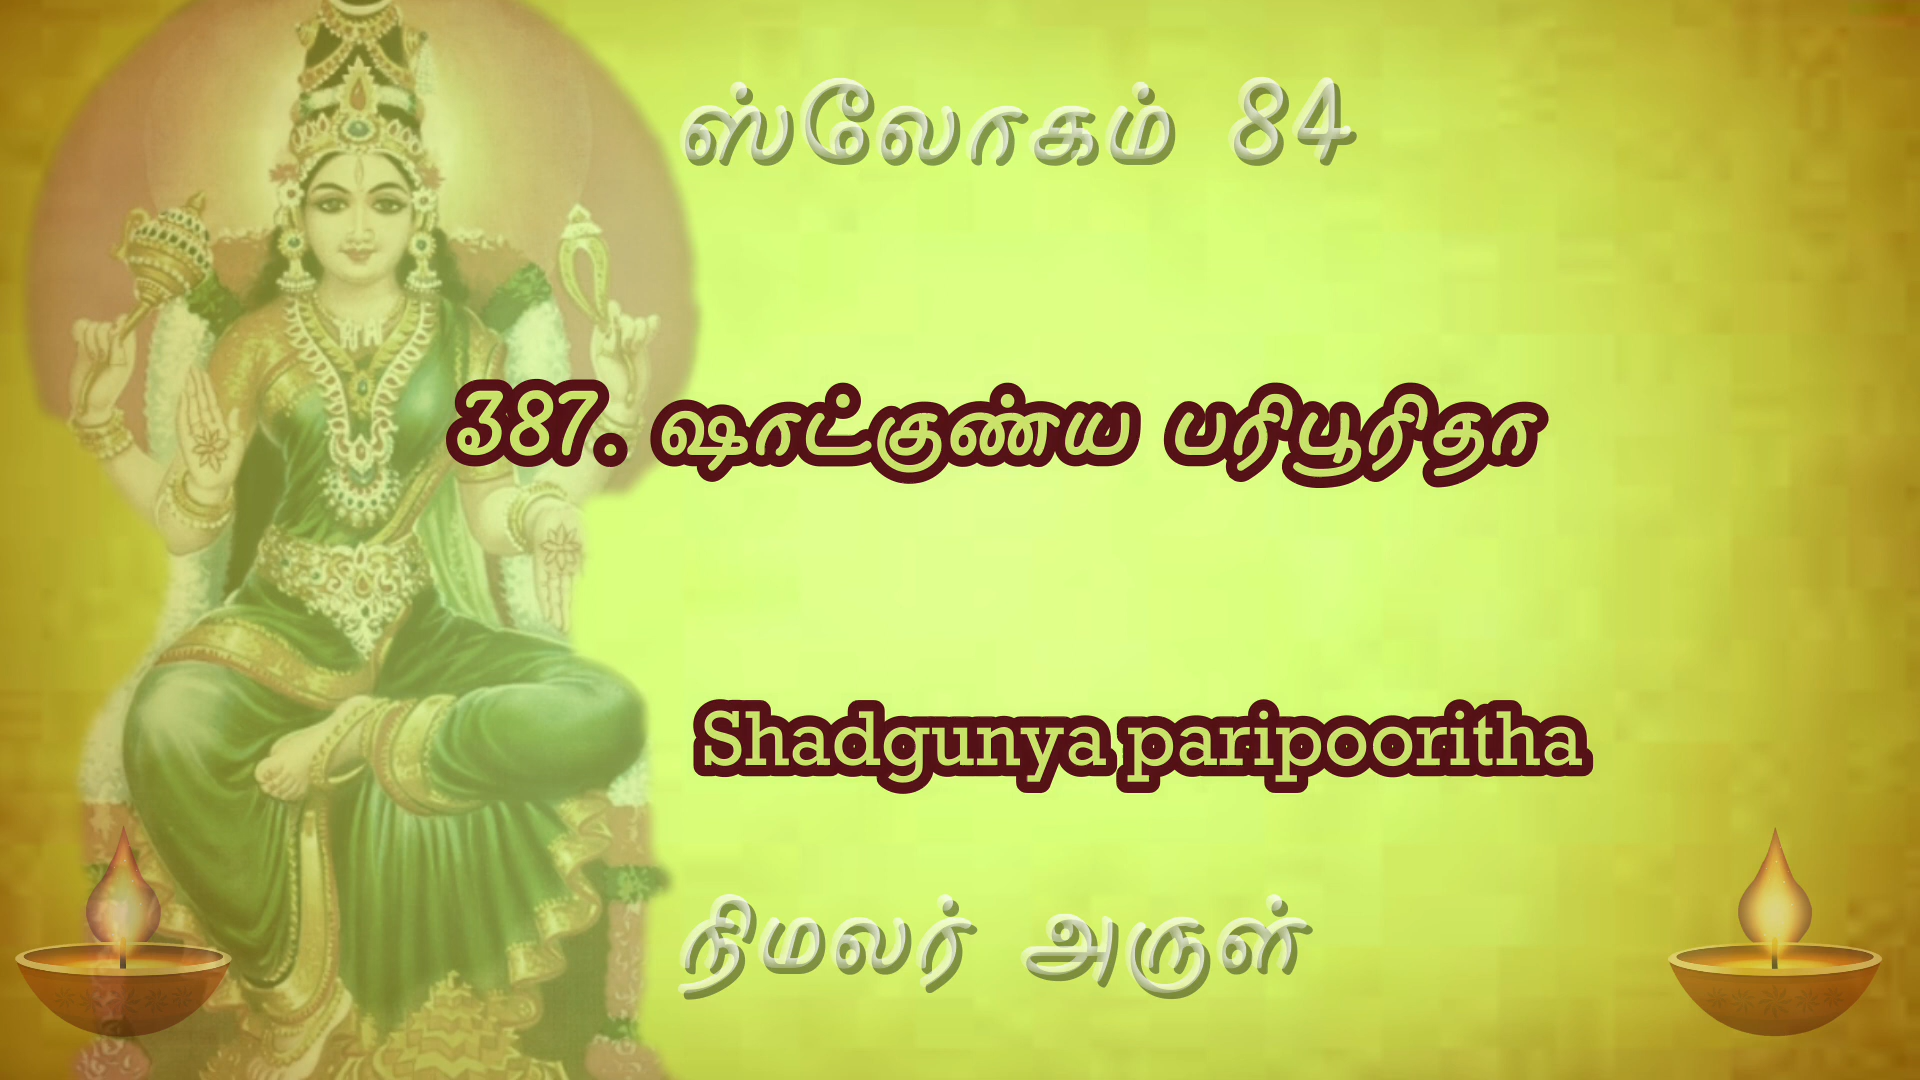 ஸ்லோகம் 84
387. ஷாட்குண்ய பரிபூரிதா
Shadgunya paripooritha
நிமலர் அருள்